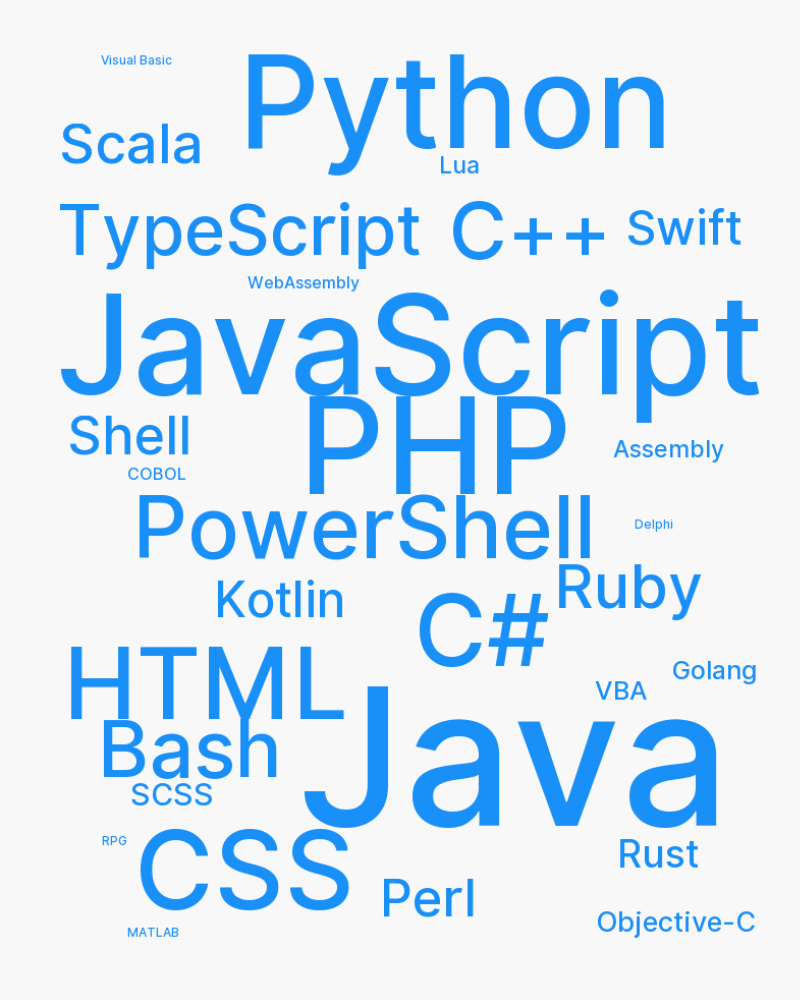 Visual Basic
Python
Scala
Lua
TypeScript C++ Swift
WebAssembly
JavaScript
Shell
PHP
Assembly
COBOL
PowerShell
Delphi
Kotlin
Ruby
C#
HTML
Golang
VBA
Bash
Java
SCSS
RPG
CSS
Rust
Perl
Objective-C
MATLAB